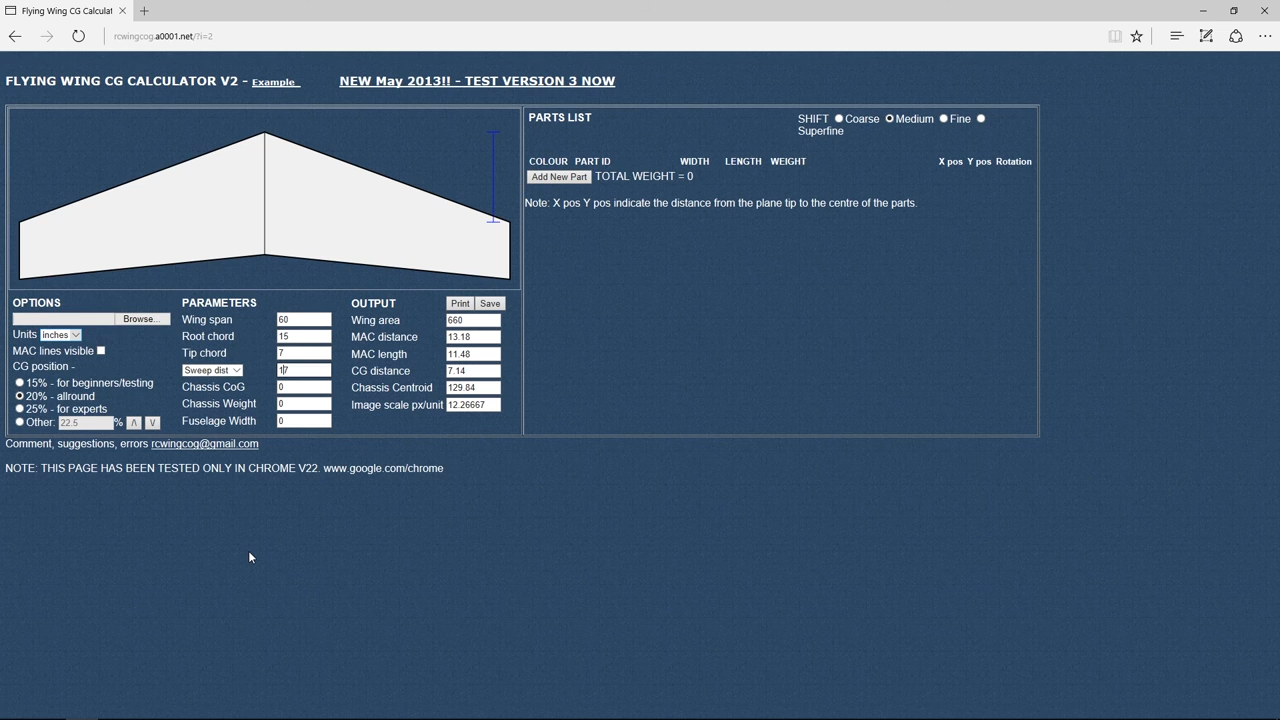 Flying Wing CG Calculat
rcwingcog.a0001.net/?i=2
FLYING WING CG CALCULATOR V2 - Example NEW May 2013!! - TEST VERSION 3 NOW
PARTS LIST
SHIFT Coarse Medium Fine
Superfine
COLOUR PART ID WIDTH LENGTH WEIGHT X pos Y pos Rotation
Add New Part TOTAL WEIGHT = 0
Note: X pos Y pos indicate the distance from the plane tip to the centre of the parts.
OPTIONS
Browse...
Units inches
MAC lines visible
CG position -
15% - for beginners/testing
20% - allround
25% - for experts
Other: 22.5 % Λ V
PARAMETERS
Wing span 60
Root chord 15
Tip chord 7
Sweep dist 17
Chassis CoG 0
Chassis Weight 0
Fuselage Width 0
OUTPUT Print Save
Wing area 660
MAC distance 13.18
MAC length 11.48
CG distance 7.14
Chassis Centroid 129.84
Image scale px/unit 12.26667
Comment, suggestions, errors rcwingcog@gmail.com
NOTE: THIS PAGE HAS BEEN TESTED ONLY IN CHROME V22. www.google.com/chrome